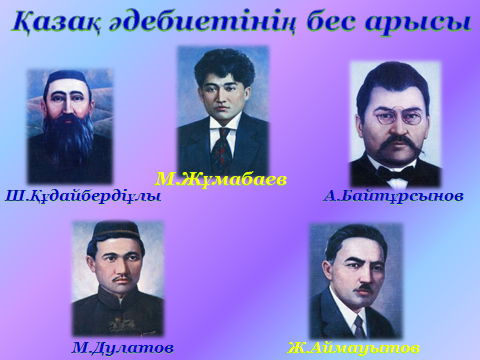 Қазақ әдебиетінің бес арысы
М.Жұмабаев
Ш.Құдайбердіұлы
А.Байтұрсынов
М.Дулатов
Ж.Аймауытов